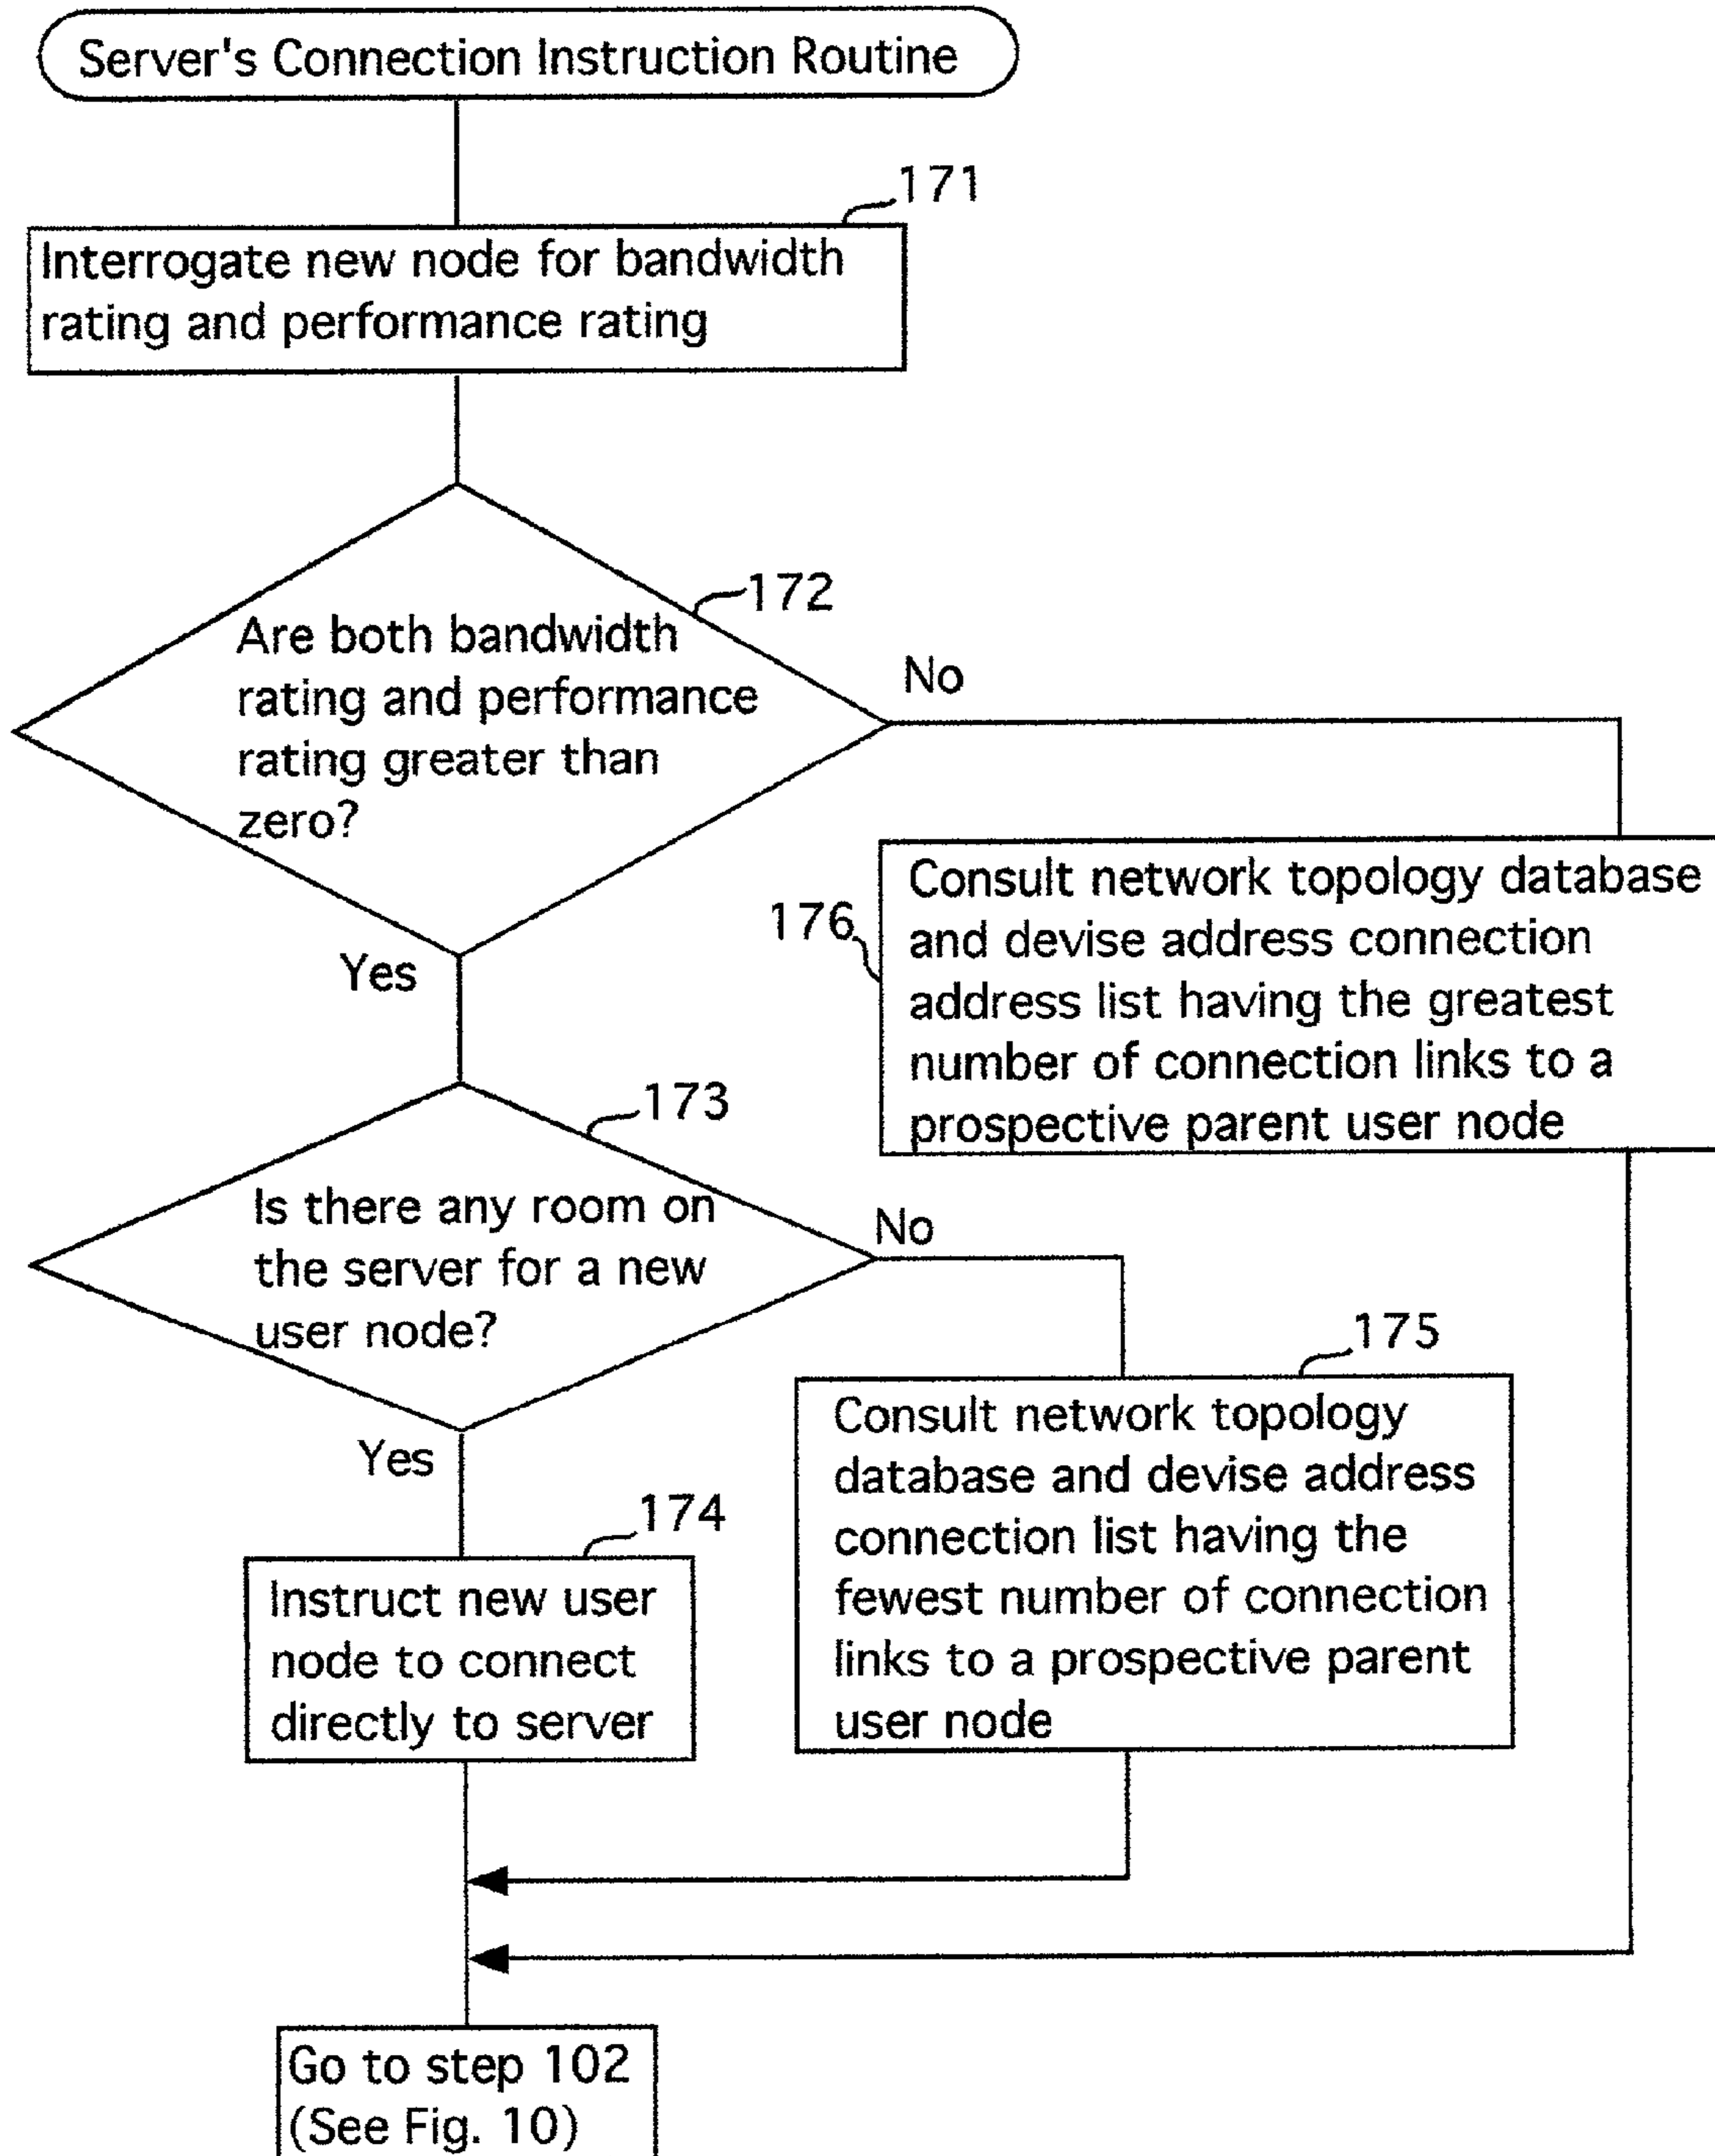 Server's Connection Instruction Routine
171
Interrogate new node for bandwidth
rating and performance rating
172
Are both bandwidth
rating and performance
rating greater than
zero?
No
Yes
176
Consult network topology database
and devise address connection
address list having the greatest
number of connection links to a
prospective parent user node
173
Is there any room on
the server for a new
user node?
No
Yes
175
Consult network topology
database and devise address
connection list having the
fewest number of connection
links to a prospective parent
user node
174
Instruct new user
node to connect
directly to server
Go to step 102
(See Fig. 10)